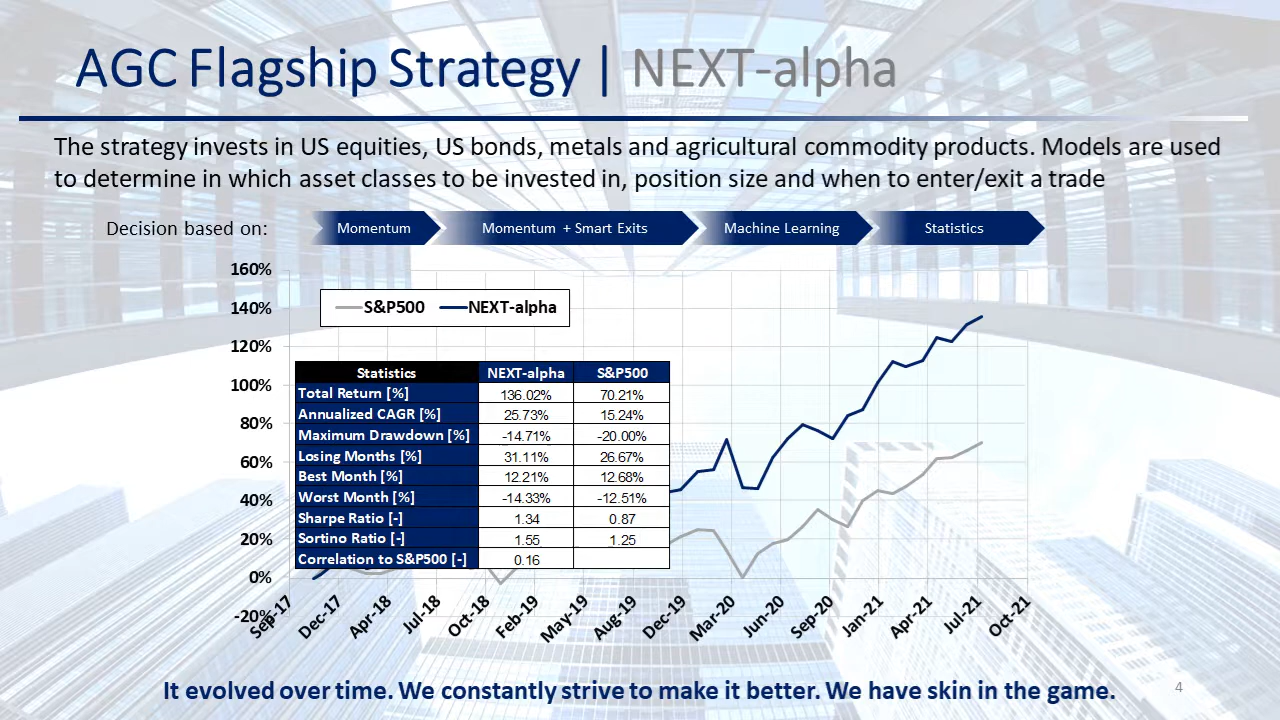 AGC Flagship Strategy | NEXT-alpha
The strategy invests in US equities, US bonds, metals and agricultural commodity products. Models are used
to determine in which asset classes to be invested in, position size and when to enter/exit a trade
Decision based on: Momentum Momentum + Smart Exits Machine Learning Statistics
160%
S&P500 NEXT-alpha
140%
120%
100%
80%
60%
40%
20%
0%
-20%
Statistics NEXT-alpha S&P500
Total Return [%] 136.02% 70.21%
Annualized CAGR [%] 25.73% 15.24%
Maximum Drawdown [%] -14.71% -20.00%
Losing Months [%] 31.11% 26.67%
Best Month [%] 12.21% 12.68%
Worst Month [%] -14.33% -12.51%
Sharpe Ratio [-] 1.34 0.87
Sortino Ratio [-] 1.55 1.25
Correlation to S&P500 [-] 0.16
Sep-17 Dec-17 Apr-18 Jul-18 Oct-18 Feb-19 May-19 Aug-19 Dec-19 Mar-20 Jun-20 Sep-20 Jan-21 Apr-21 Jul-21 Oct-21
It evolved over time. We constantly strive to make it better. We have skin in the game.
4